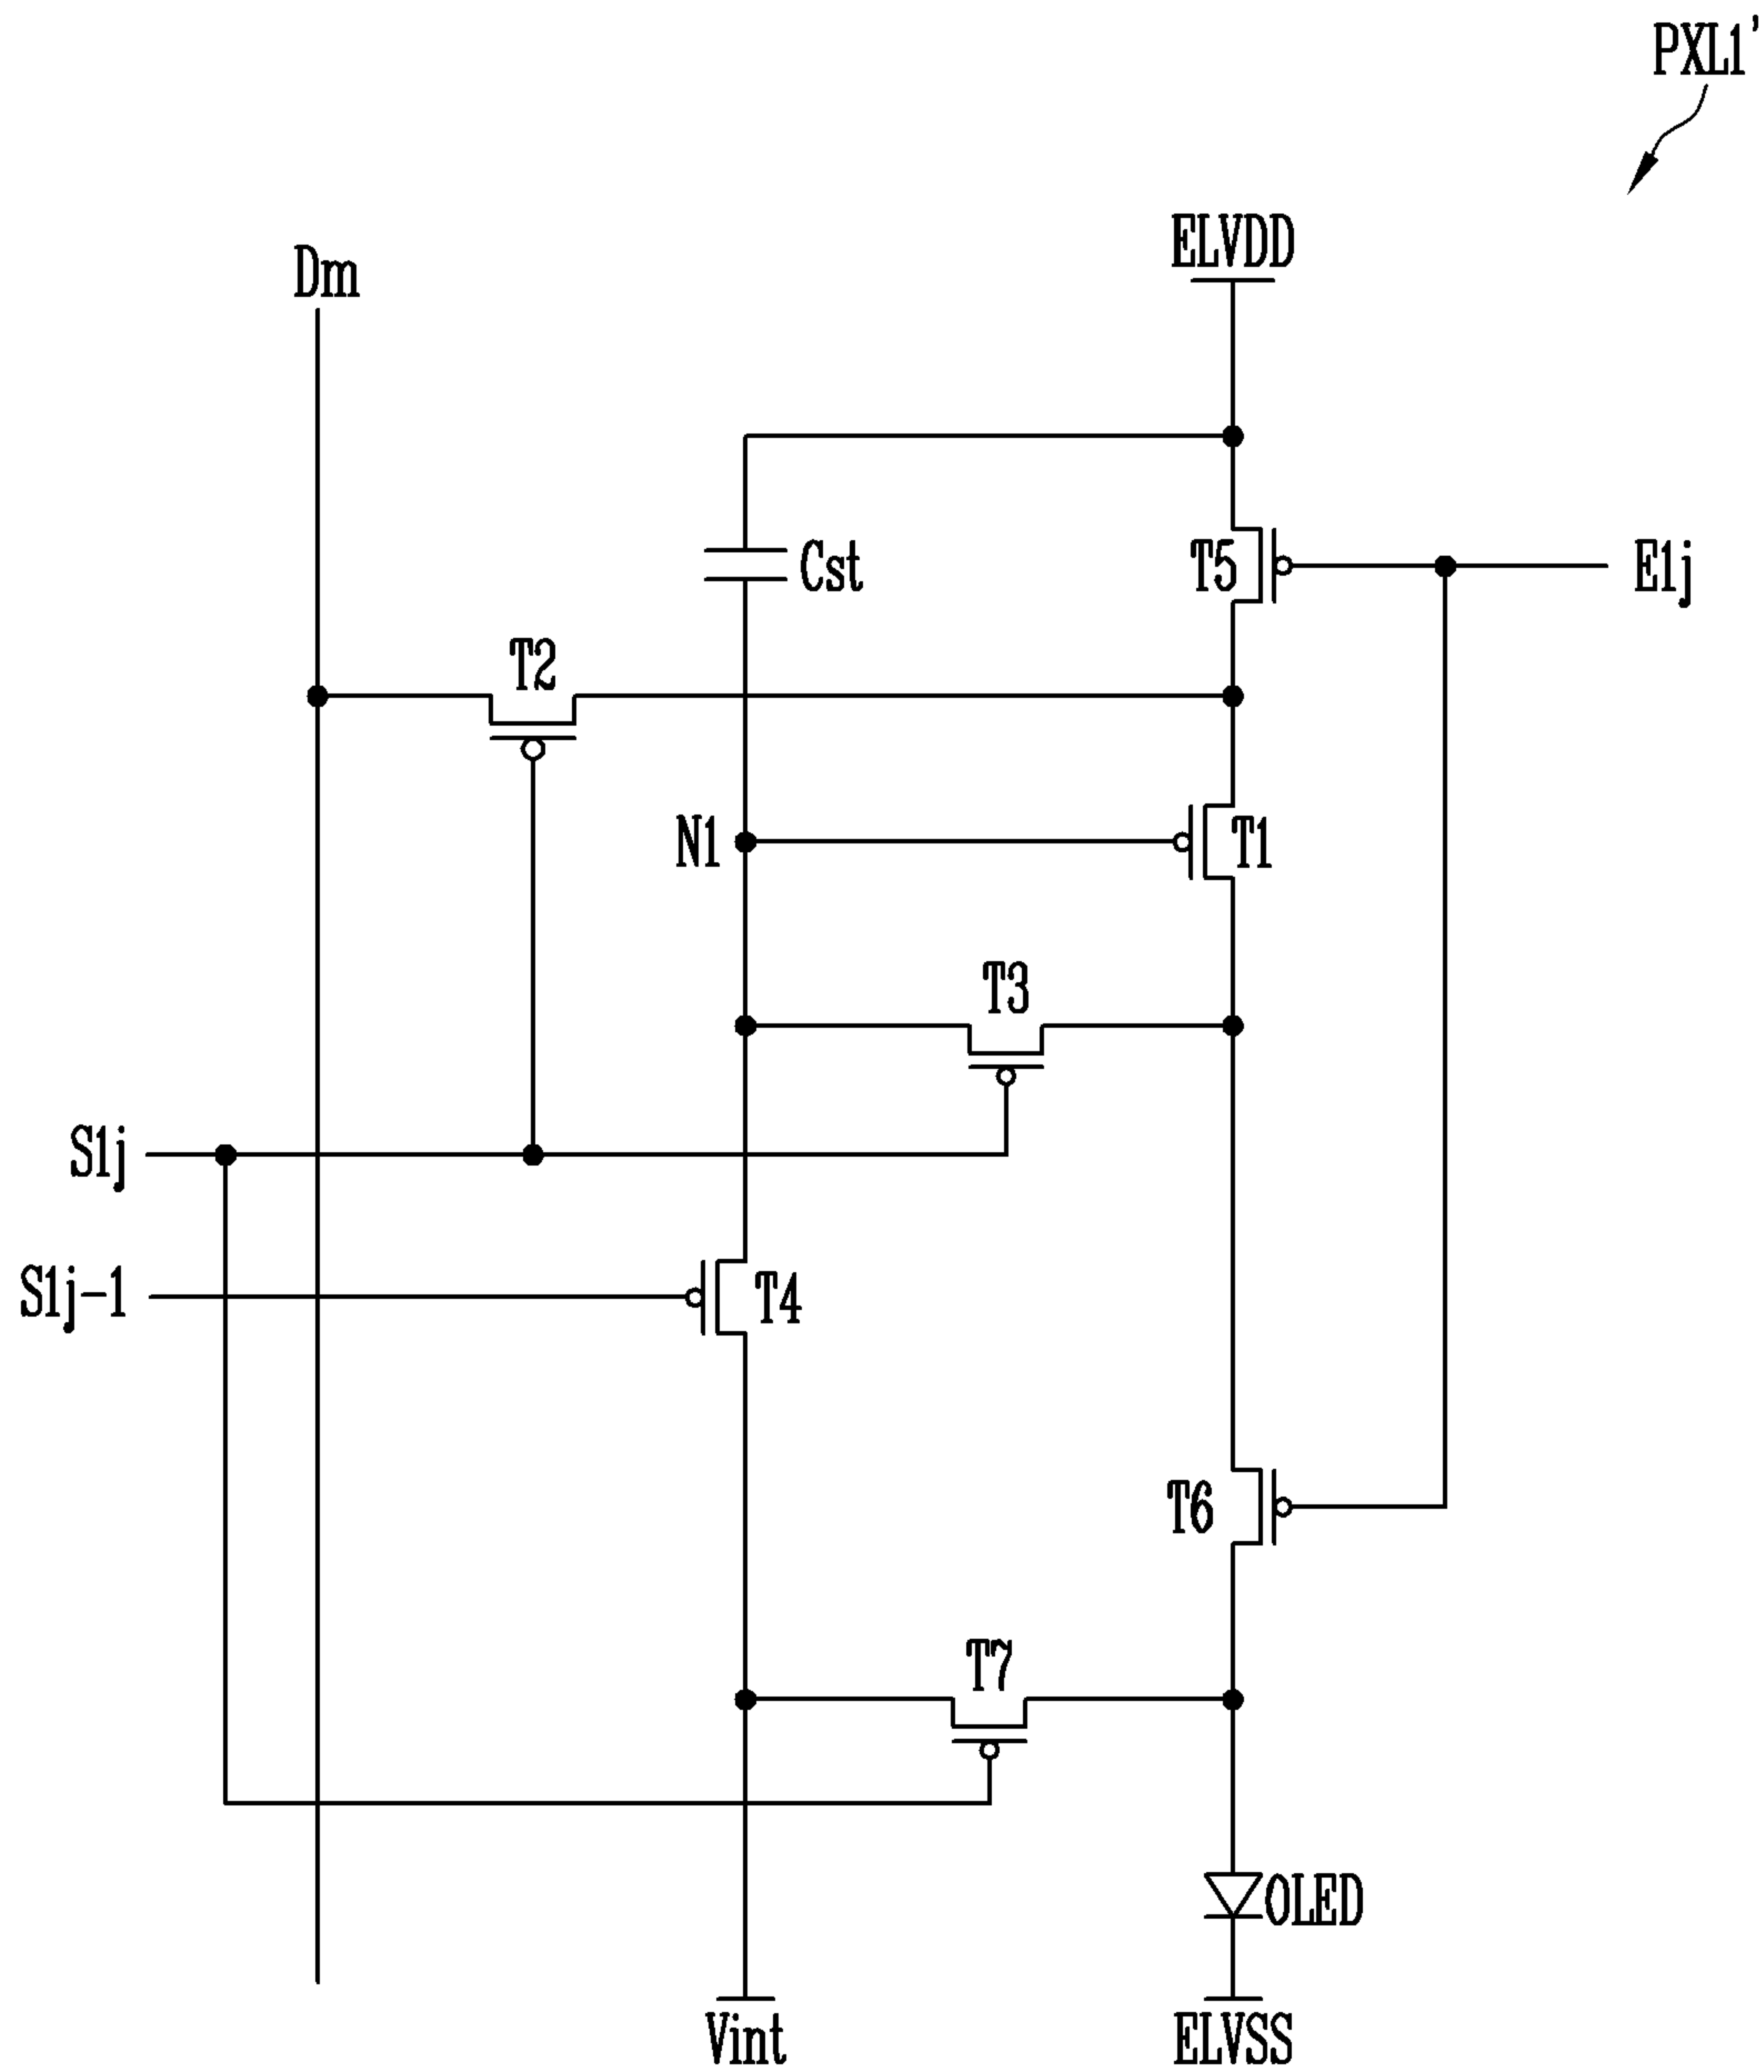 PXL1'
ELVDD
Dm
Cst
T5
E1j
T2
N1
T1
T3
S1j
S1j-1
T4
T6
T7
OLED
Vint
ELVSS